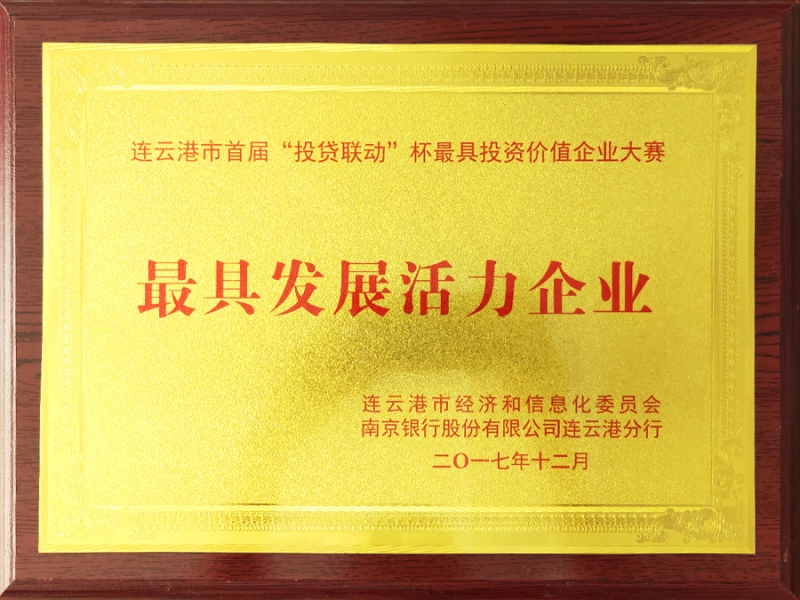 连云港市首届“投贷联动”杯最具投资价值企业大赛
最具发展活力企业
连云港市经济和信息化委员会
南京银行股份有限公司连云港分行
二〇一七年十二月